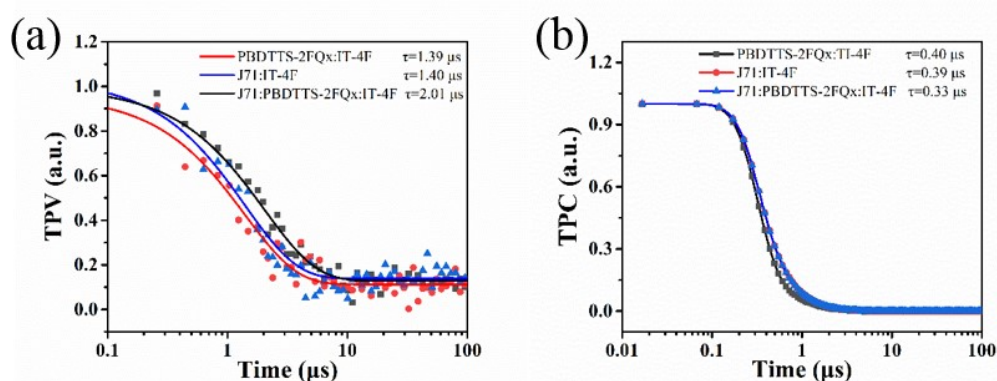 (a)
1.2
1.0
0.8
0.6
0.4
0.2
0.0
TPV (a.u.)
PBDTTS-2FQx:IT-4F τ=1.39 μs
J71:IT-4F τ=1.40 μs
J71:PBDTTS-2FQx:IT-4F τ=2.01 μs
0.1 1 10 100
Time (μs)
(b)
1.2
0.9
0.6
0.3
0.0
TPC (a.u.)
PBDTTS-2FQx:TI-4F τ=0.40 μs
J71:IT-4F τ=0.39 μs
J71:PBDTTS-2FQx:IT-4F τ=0.33 μs
0.01 0.1 1 10 100
Time (μs)